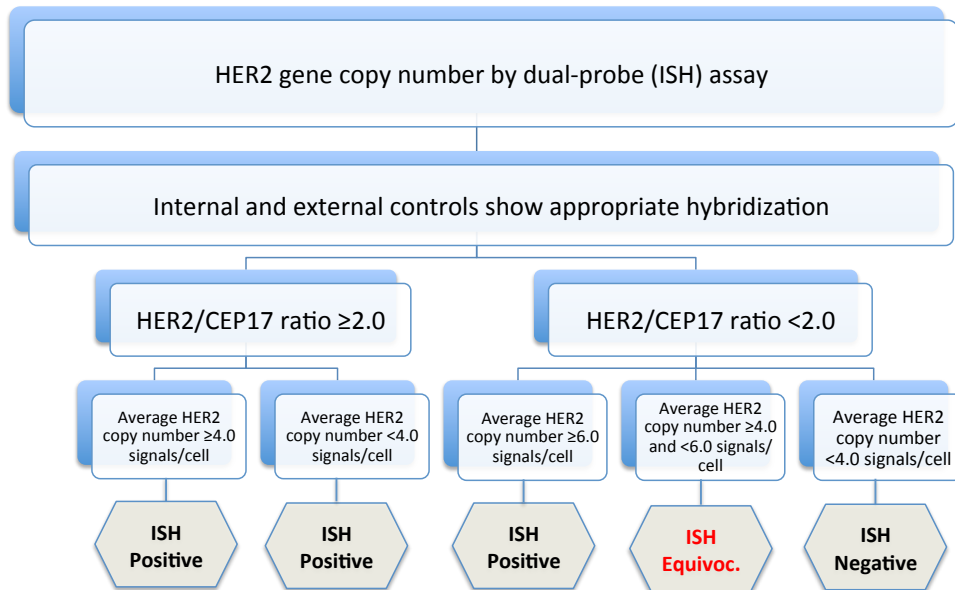 HER2 gene copy number by dual-probe (ISH) assay
Internal and external controls show appropriate hybridization
HER2/CEP17 ratio ≥2.0
HER2/CEP17 ratio <2.0
Average HER2
copy number ≥4.0
signals/cell
Average HER2
copy number <4.0
signals/cell
Average HER2
copy number ≥6.0
signals/cell
Average HER2
copy number ≥4.0
and <6.0 signals/
cell
Average HER2
copy number
<4.0 signals/cell
ISH
Positive
ISH
Positive
ISH
Positive
ISH
Equivoc.
ISH
Negative